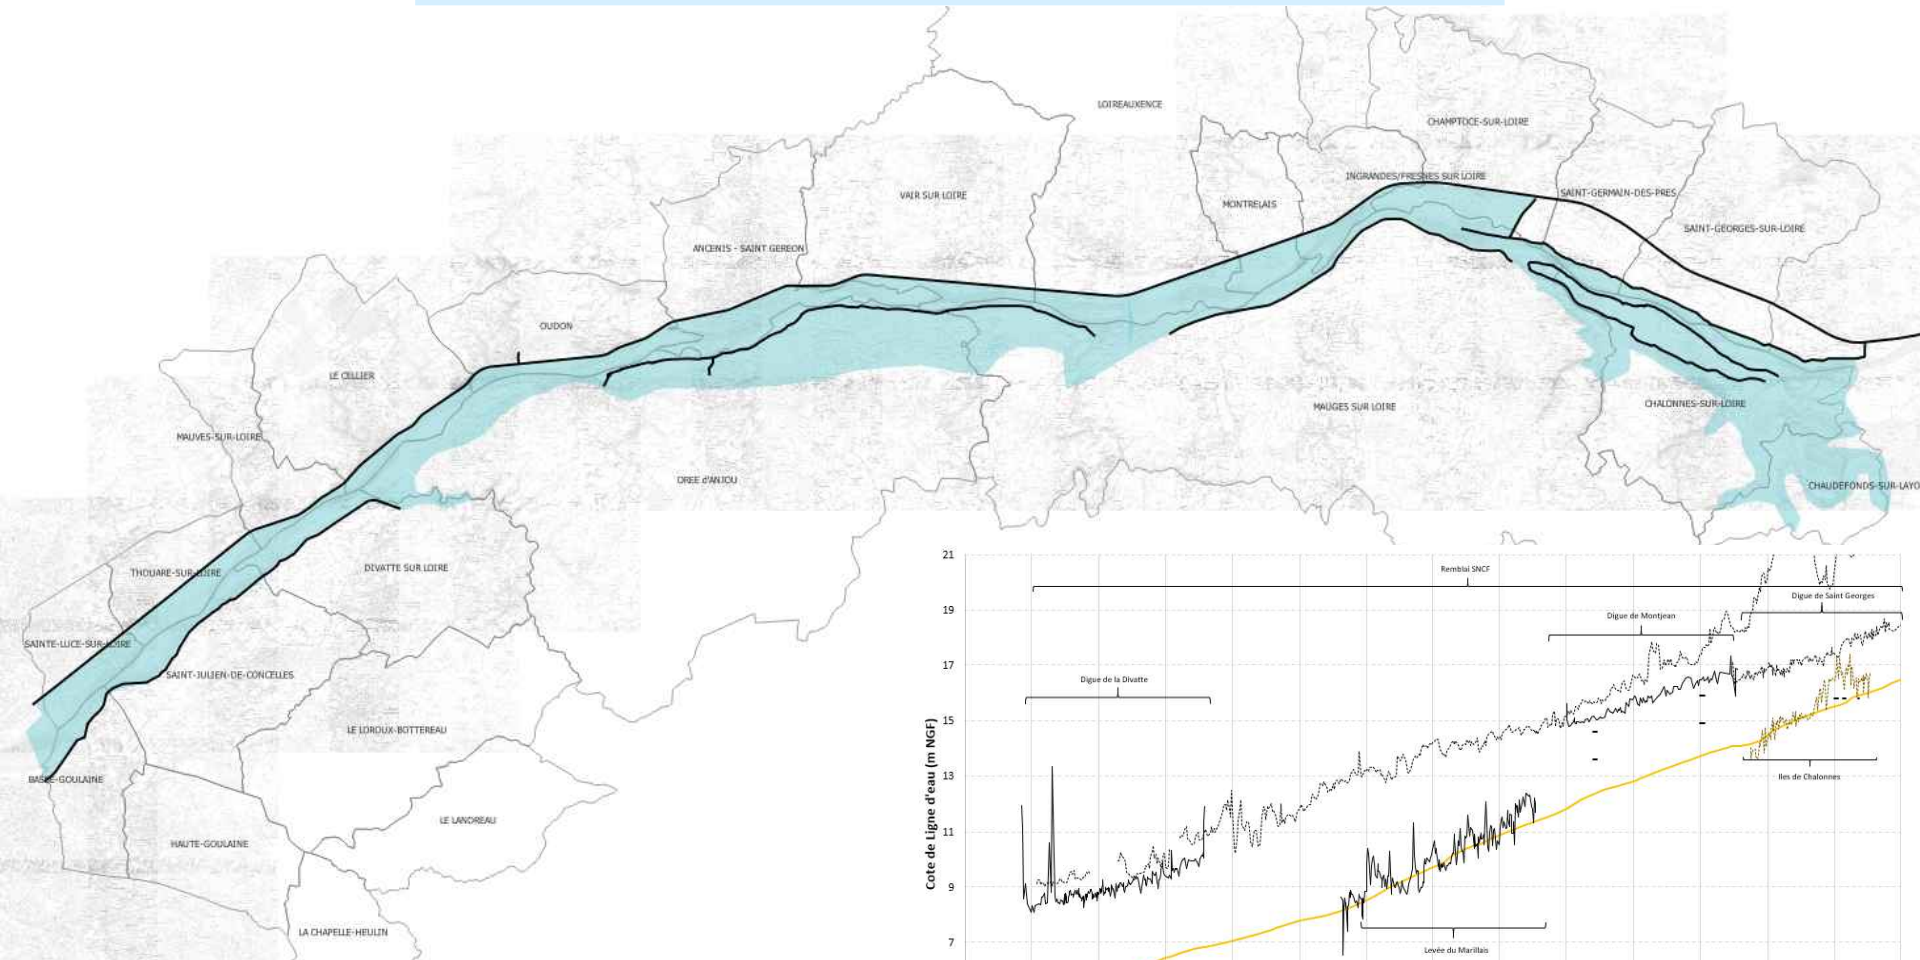 LOIREAUXENCE
CHAMPTOCE-SUR-LOIRE
INGRANDES/FRESNES SUR LOIRE
SAINT-GERMAIN-DES-PRES
VAIR SUR LOIRE
MONTRELAIS
SAINT-GEORGES-SUR-LOIRE
ANCENIS - SAINT GEREON
OUDON
LE CELLIER
MAUGES SUR LOIRE
CHALONNES-SUR-LOIRE
MAUVES-SUR-LOIRE
OREE d'ANJOU
CHAUDEFONDS-SUR-LAYO
THOUARE-SUR-LOIRE
DIVATTE SUR LOIRE
SAINTE-LUCE-SUR-LOIRE
SAINT-JULIEN-DE-CONCELLES
LE LOROUX-BOTTEREAU
BASSE-GOULAINE
LE LANDREAU
HAUTE-GOULAINE
LA CHAPELLE-HEULIN
Cote de Ligne d'eau (m NGF)
21
19
17
15
13
11
9
7
Remblai SNCF
Digue de Saint Georges
Digue de Montjean
Digue de la Divatte
Iles de Chalonnes
Levée du Marillais